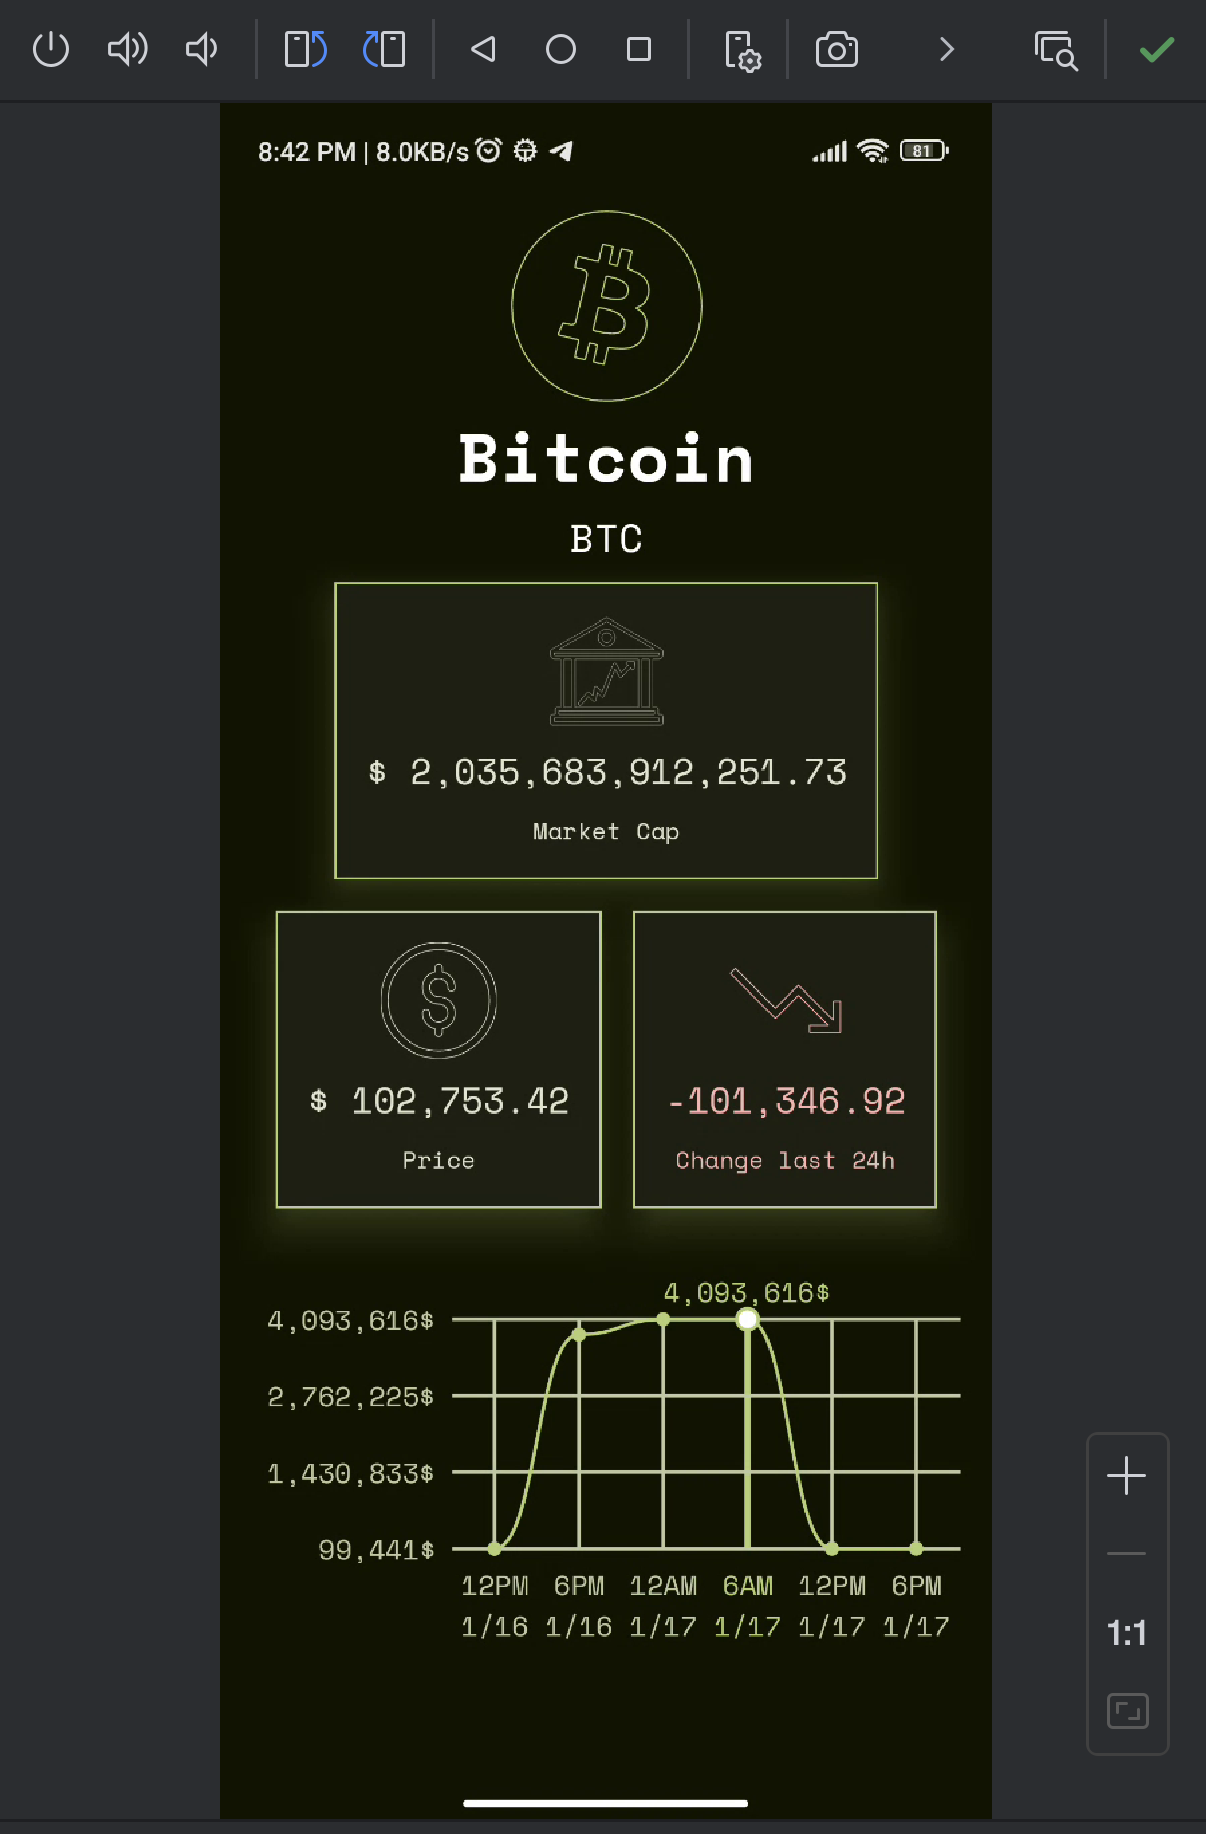 8:42 PM | 8.0KB/s
81
Bitcoin
BTC
$ 2,035,683,912,251.73
Market Cap
$ 102,753.42
Price
-101,346.92
Change last 24h
4,093,616$
4,093,616$
2,762,225$
1,430,833$
99,441$
12PM 6PM 12AM 6AM 12PM 6PM
1/16 1/16 1/17 1/17 1/17 1/17
1:1